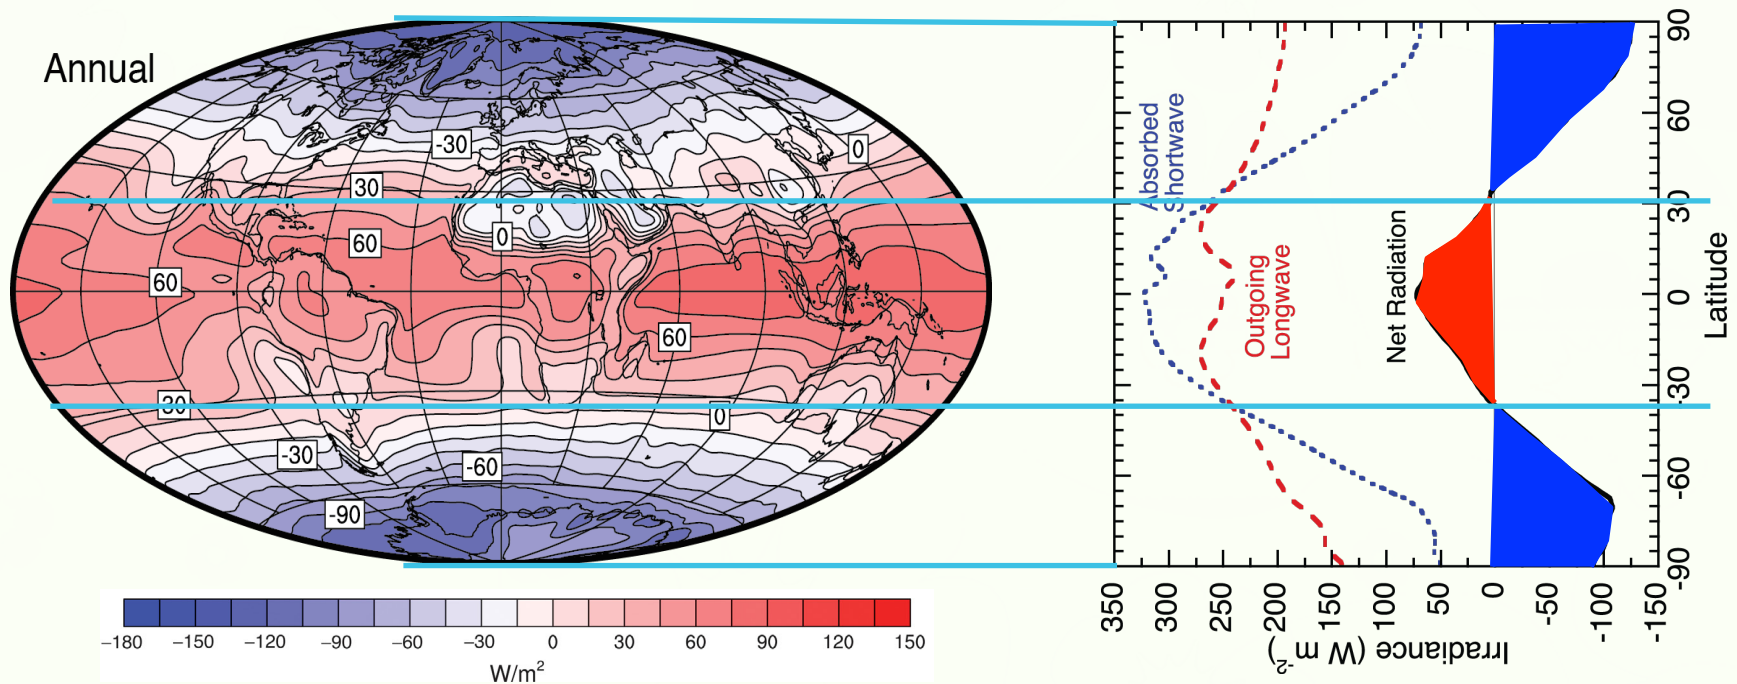 Annual
-30
0
30
0
60
60
60
30
0
-30
-60
-90
−180 −150 −120 −90 −60 −30 0 30 60 90 120 150
W/m²
Absorbed
Shortwave
Outgoing
Longwave
Net Radiation
350 300 250 200 150 100 50 0 -50 -100 -150
Irradiance (W m⁻²)
90
60
30
0
-30
-60
-90
Latitude